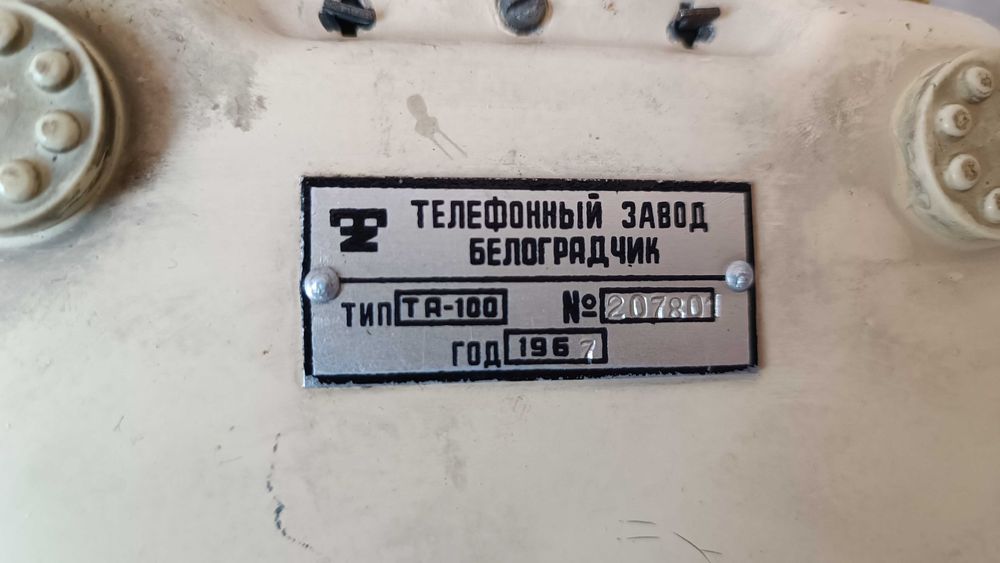 ТЕЛЕФОННЫЙ ЗАВОД
БЕЛОГРАДЧИК
ТИП ТА-100 № 207801
ГОД 1967